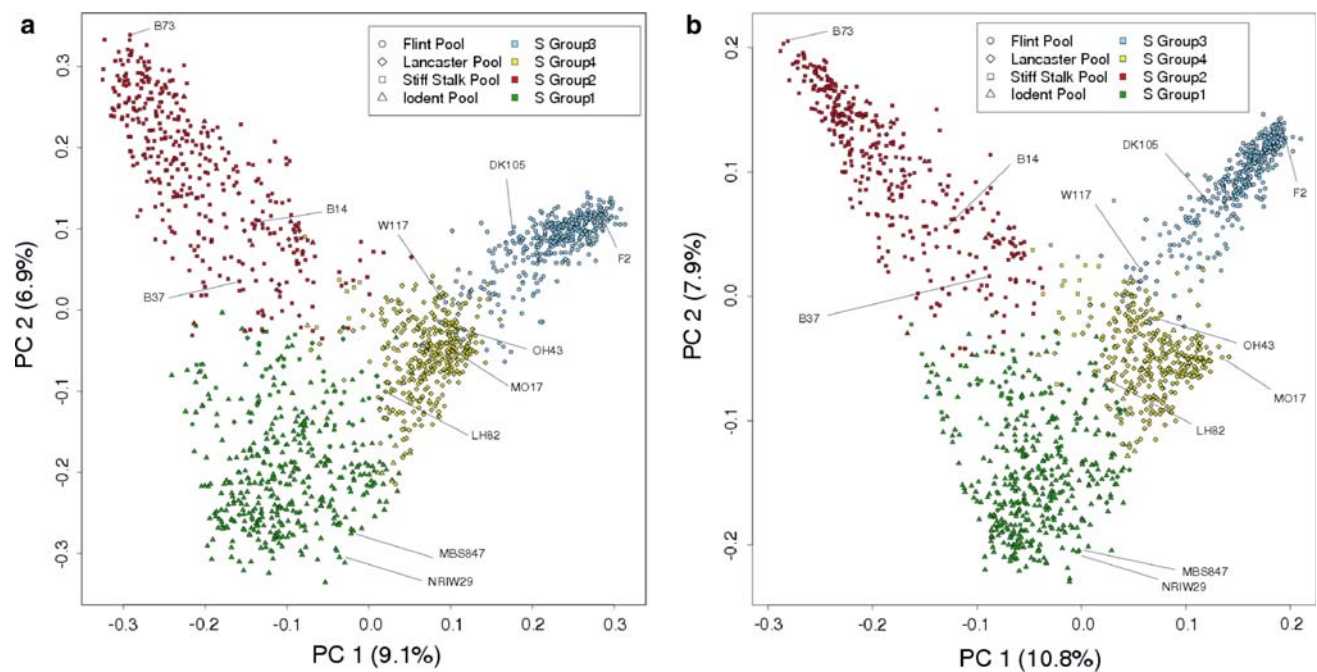 a
B73
Flint Pool
Lancaster Pool
Stiff Stalk Pool
Iodent Pool
S Group3
S Group4
S Group2
S Group1
DK105
B14
W117
F2
B37
OH43
MO17
LH82
MBS847
NRIW29
0.3
0.2
0.1
0.0
-0.1
-0.2
-0.3
PC 2 (6.9%)
-0.3 -0.2 -0.1 0.0 0.1 0.2 0.3
PC 1 (9.1%)
b
B73
Flint Pool
Lancaster Pool
Stiff Stalk Pool
Iodent Pool
S Group3
S Group4
S Group2
S Group1
DK105
B14
W117
F2
B37
OH43
MO17
LH82
MBS847
NRIW29
0.2
0.1
0.0
-0.1
-0.2
PC 2 (7.9%)
-0.3 -0.2 -0.1 0.0 0.1 0.2
PC 1 (10.8%)